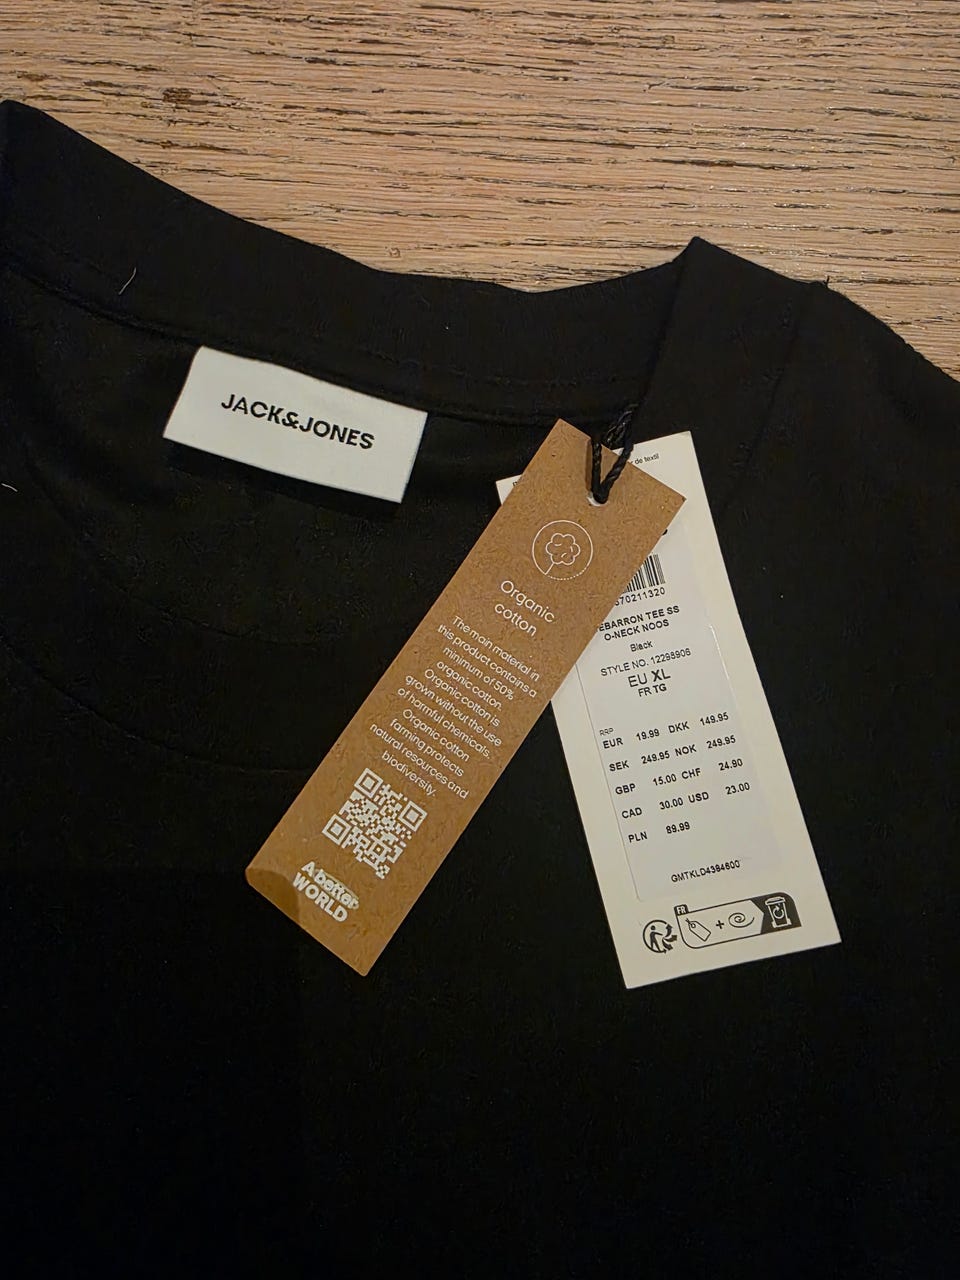 JACK&JONES
Organic
cotton
The main material in
this product contains a
minimum of 50%
organic cotton.
Organic cotton is
grown without the use
of harmful chemicals.
Organic cotton
farming protects
natural resources and
biodiversity.
A better
WORLD
de textil
570211320
EBARRON TEE SS
O-NECK NOOS
Black
STYLE NO. 12298906
EU XL
FR TG
RRP
EUR 19.99 DKK 149.95
SEK 249.95 NOK 249.95
GBP 15.00 CHF 24.90
CAD 30.00 USD 23.00
PLN 89.99
GMTKLD4394600
FR